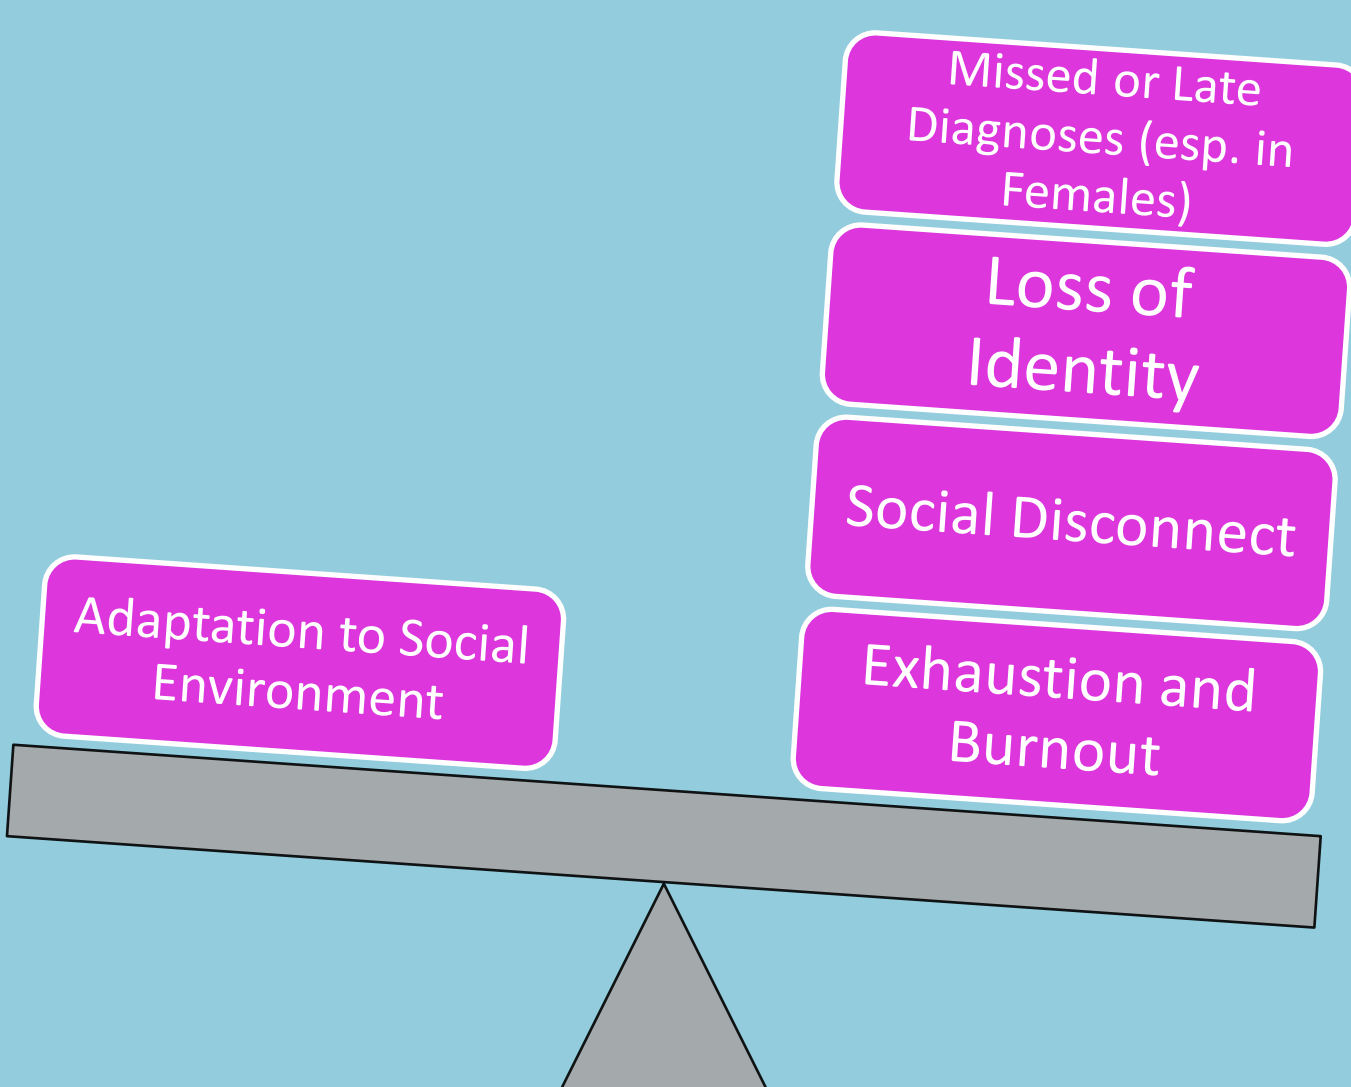 Missed or Late
Diagnoses (esp. in
Females)
Loss of
Identity
Social Disconnect
Exhaustion and
Burnout
Adaptation to Social
Environment